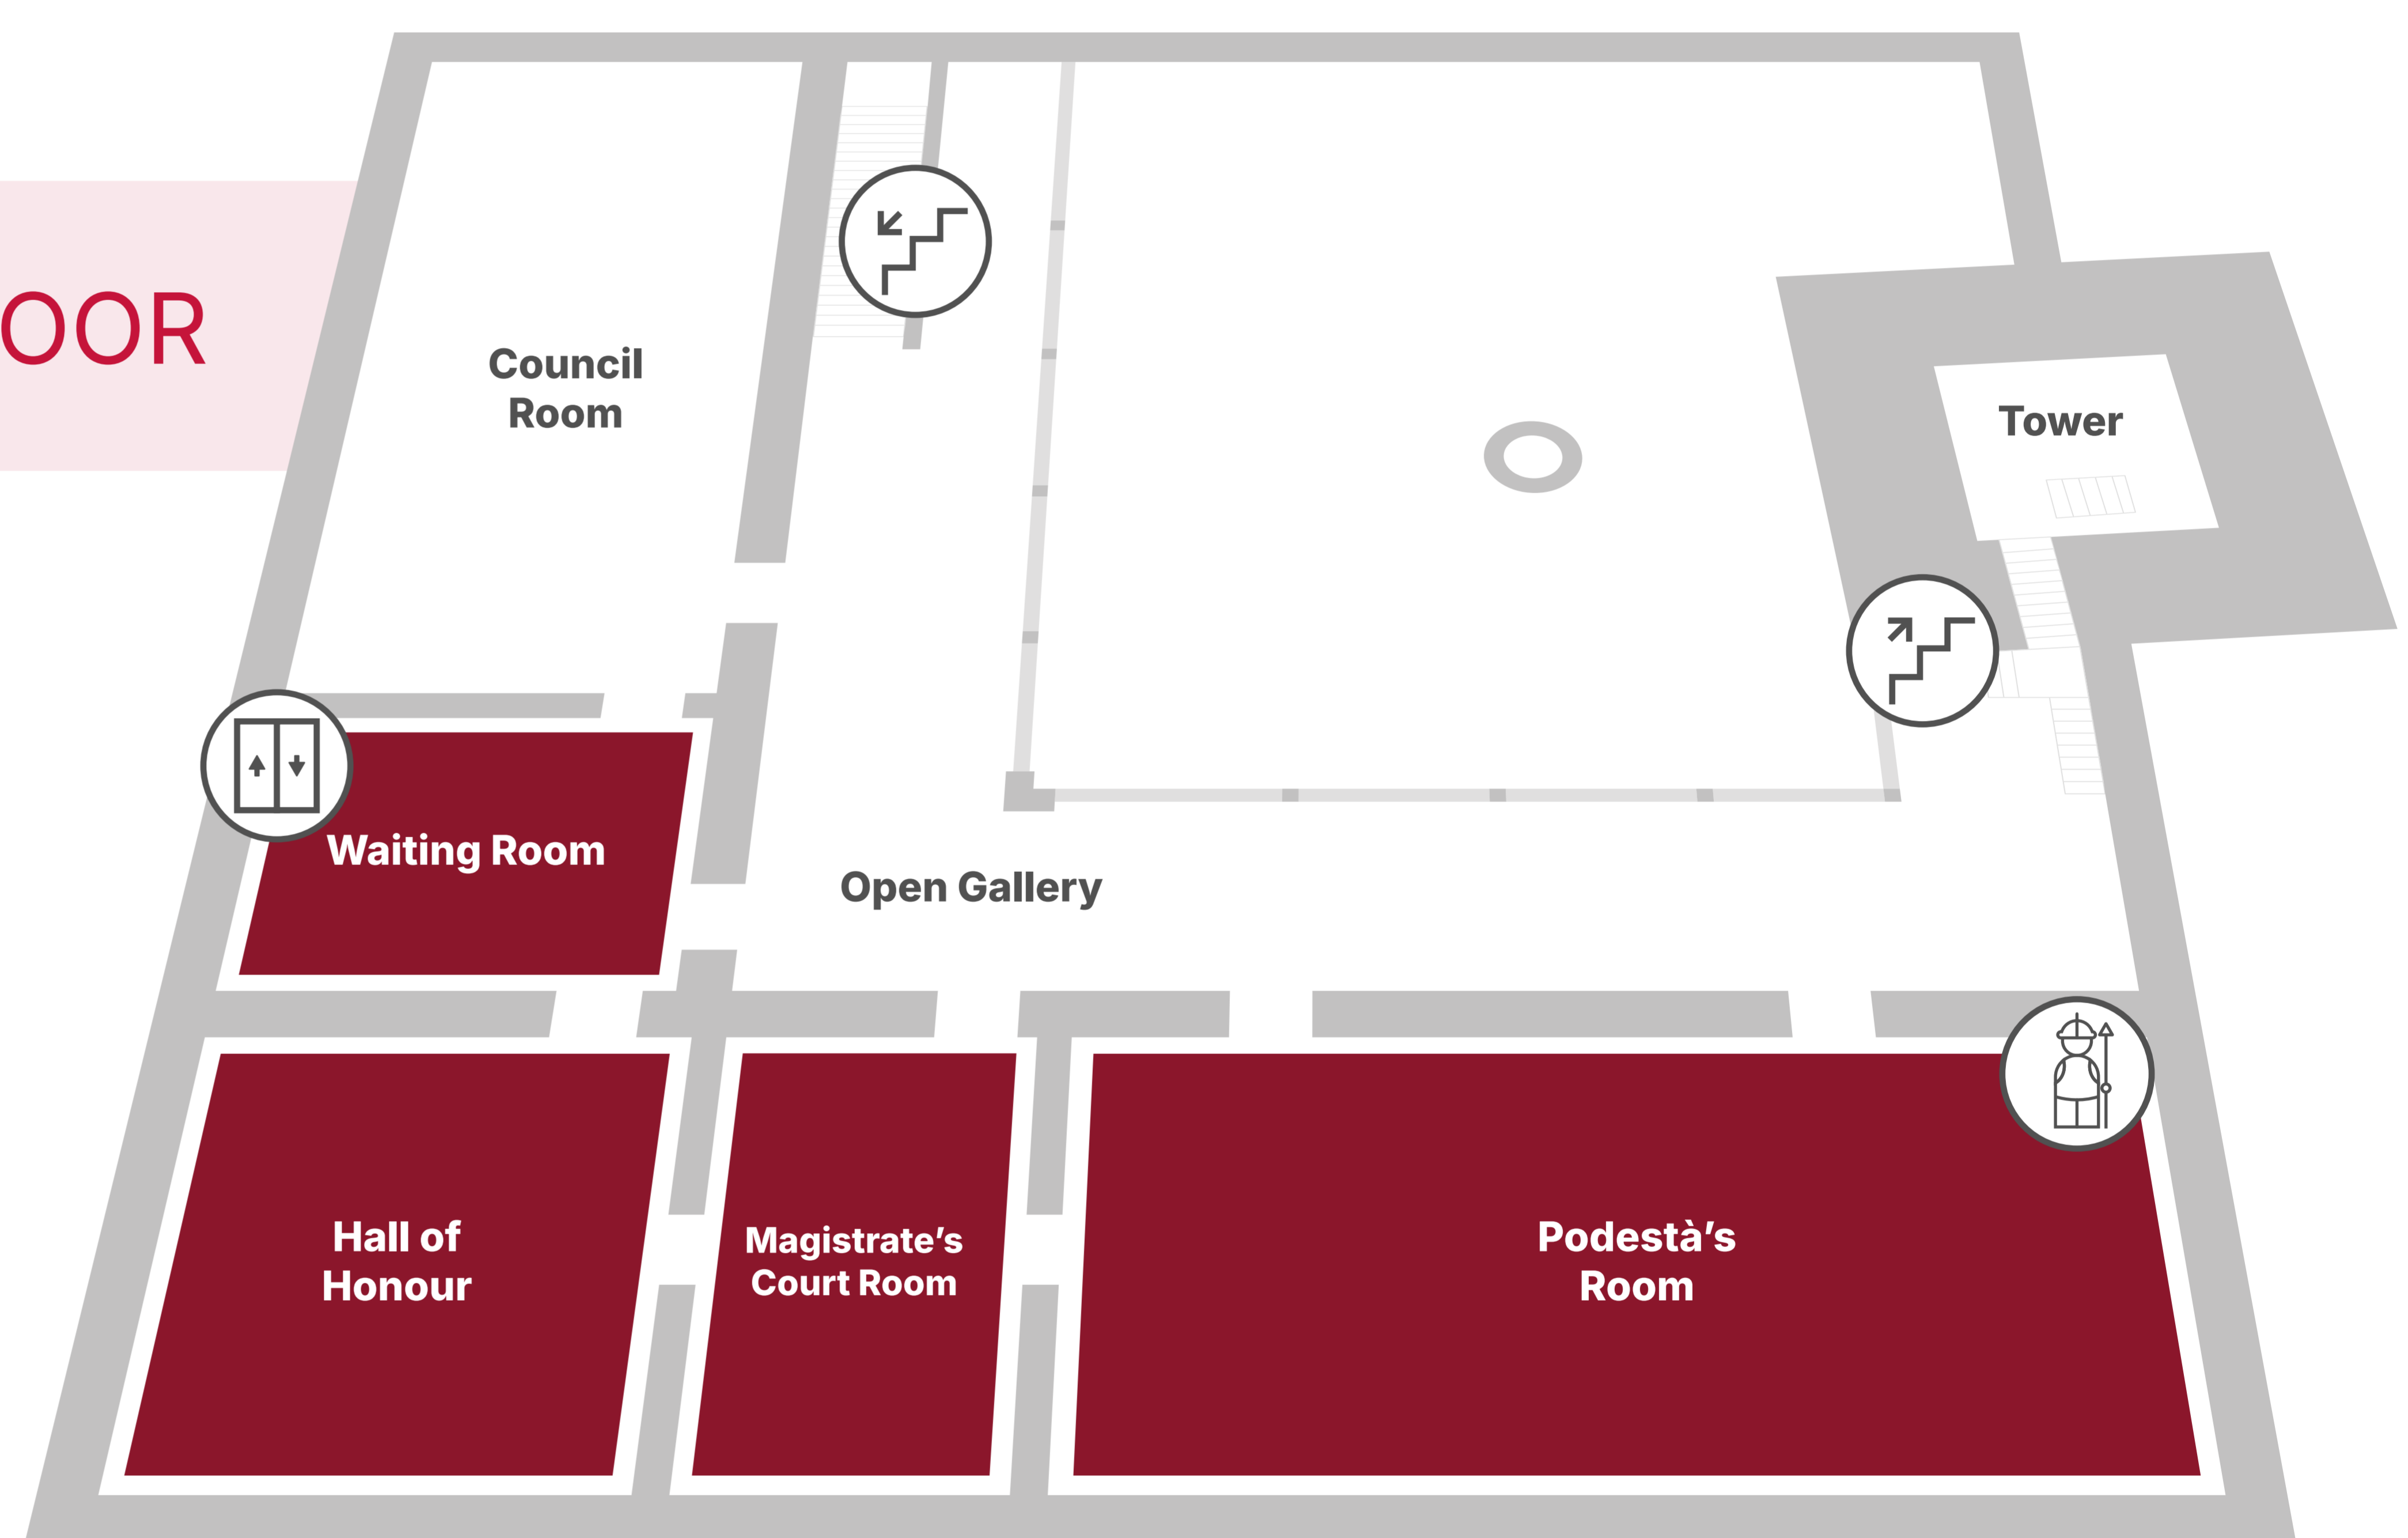 OOR
Council
Room
Tower
Waiting Room
Open Gallery
Hall of
Honour
Magistrate’s
Court Room
Podestà’s
Room